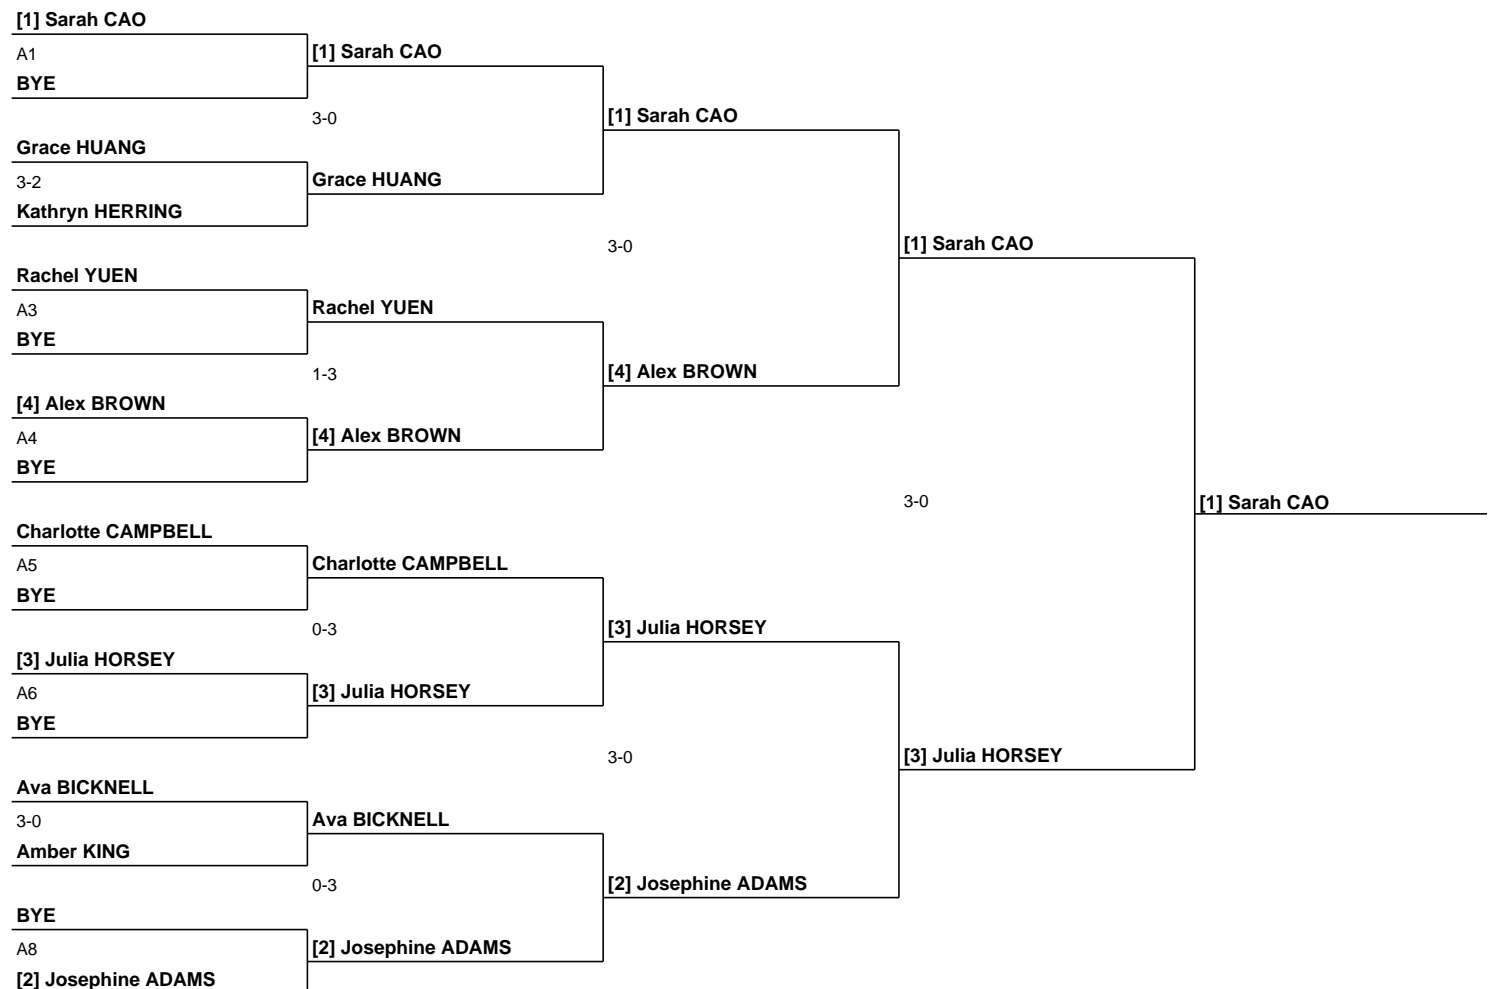 [1] Sarah CAO
A1
BYE
Grace HUANG
3-2
Kathryn HERRING
Rachel YUEN
A3
BYE
[4] Alex BROWN
A4
BYE
Charlotte CAMPBELL
A5
BYE
[3] Julia HORSEY
A6
BYE
Ava BICKNELL
3-0
Amber KING
BYE
A8
[2] Josephine ADAMS
[1] Sarah CAO
3-0
Grace HUANG
Rachel YUEN
1-3
[4] Alex BROWN
Charlotte CAMPBELL
0-3
[3] Julia HORSEY
Ava BICKNELL
0-3
[2] Josephine ADAMS
[1] Sarah CAO
3-0
[4] Alex BROWN
[3] Julia HORSEY
3-0
[2] Josephine ADAMS
[1] Sarah CAO
3-0
[3] Julia HORSEY
[1] Sarah CAO